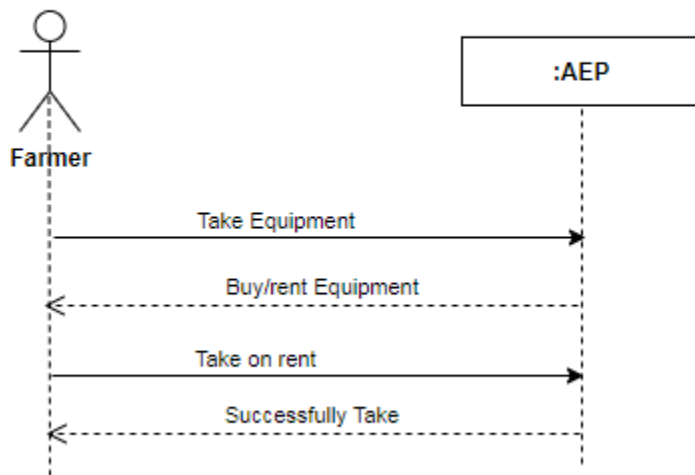 :AEP
Farmer
Take Equipment
Buy/rent Equipment
Take on rent
Successfully Take